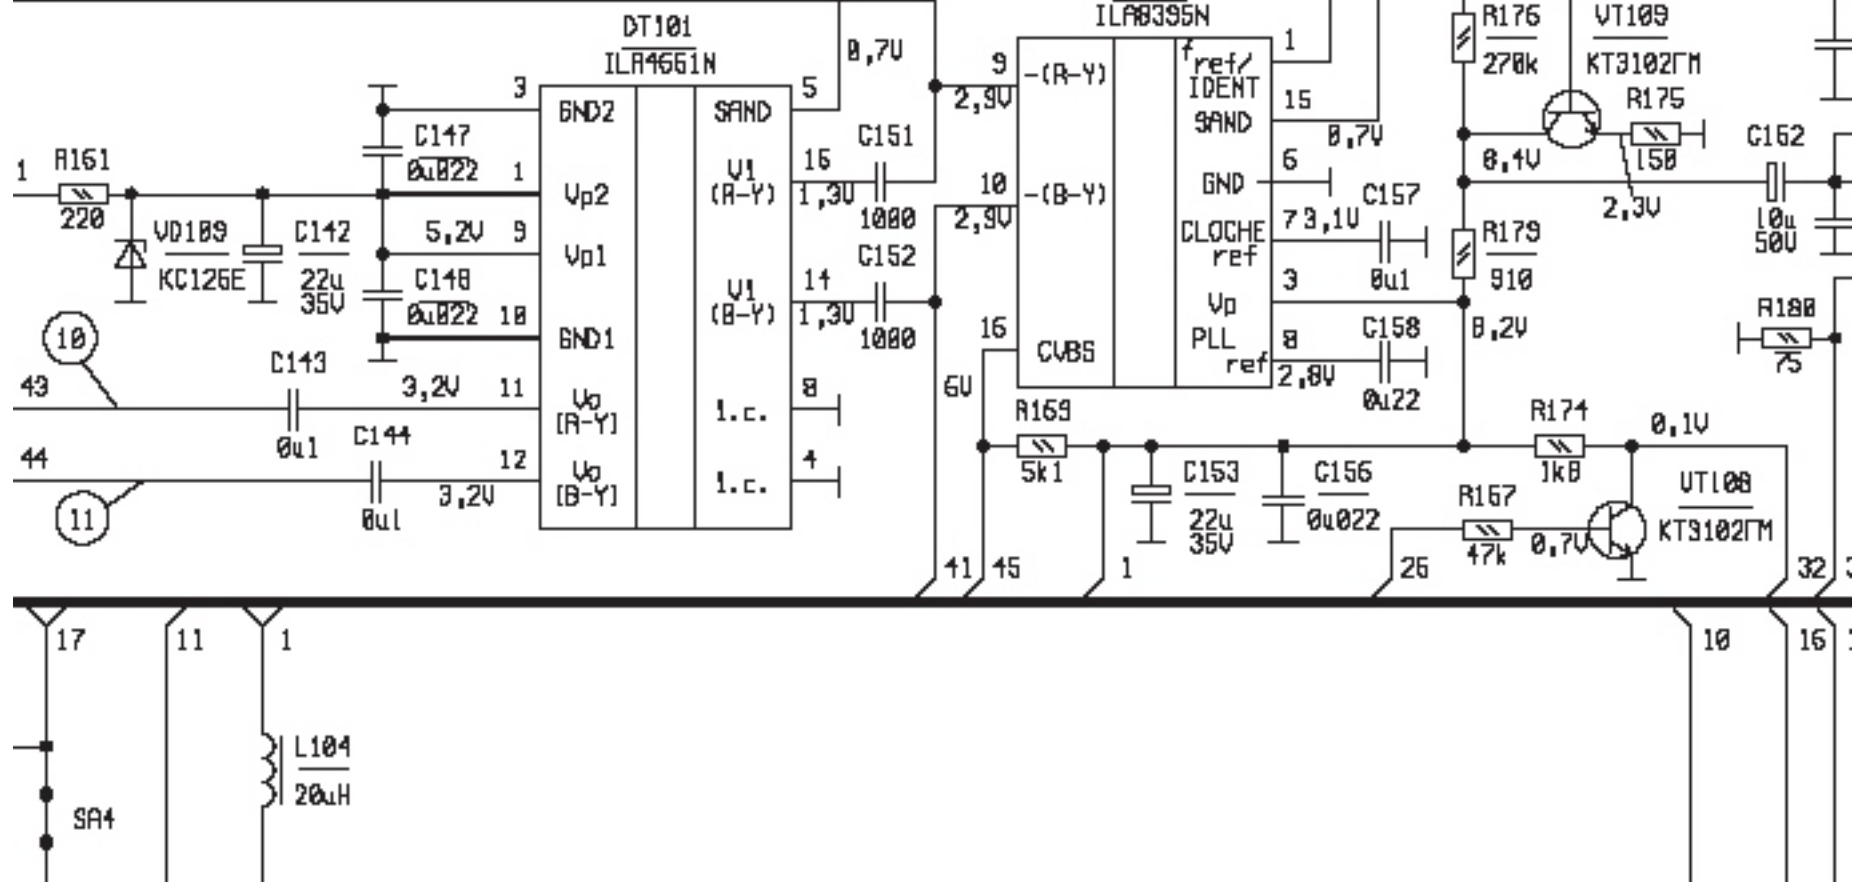 DT101
ILA4661N
3
GND2
SAND
5
0,7V
C147
0u022
R161
1
220
1
Vp2
V1
(R-Y)
16
1,3V
C151
1000
VD109
KC126E
C142
22u
35V
5,2V
9
Vp1
C148
0u022
10
GND1
V1
(B-Y)
14
1,3V
C152
1000
10
43
C143
0u1
3,2V
11
Vo
[R-Y]
i.c.
8
44
C144
0u1
3,2V
12
Vo
[B-Y]
i.c.
4
11
ILA8395N
9
2,9V
-(R-Y)
f
ref/
IDENT
1
15
SAND
0,7V
10
2,9V
-(B-Y)
6
GND
7
3,1V
CLOCHE
ref
C157
0u1
3
Vp
8,2V
16
CVBS
PLL
ref
8
2,8V
C158
0u22
6V
R169
5k1
C153
22u
35V
C156
0u022
R176
270k
VT109
KT3102ГM
R175
150
8,4V
2,3V
C162
10u
50V
R179
910
R180
75
R174
1k8
0,1V
R167
47k
0,7V
VT108
KT3102ГM
41
45
1
26
32
17
11
1
10
16
L104
20uH
SA4